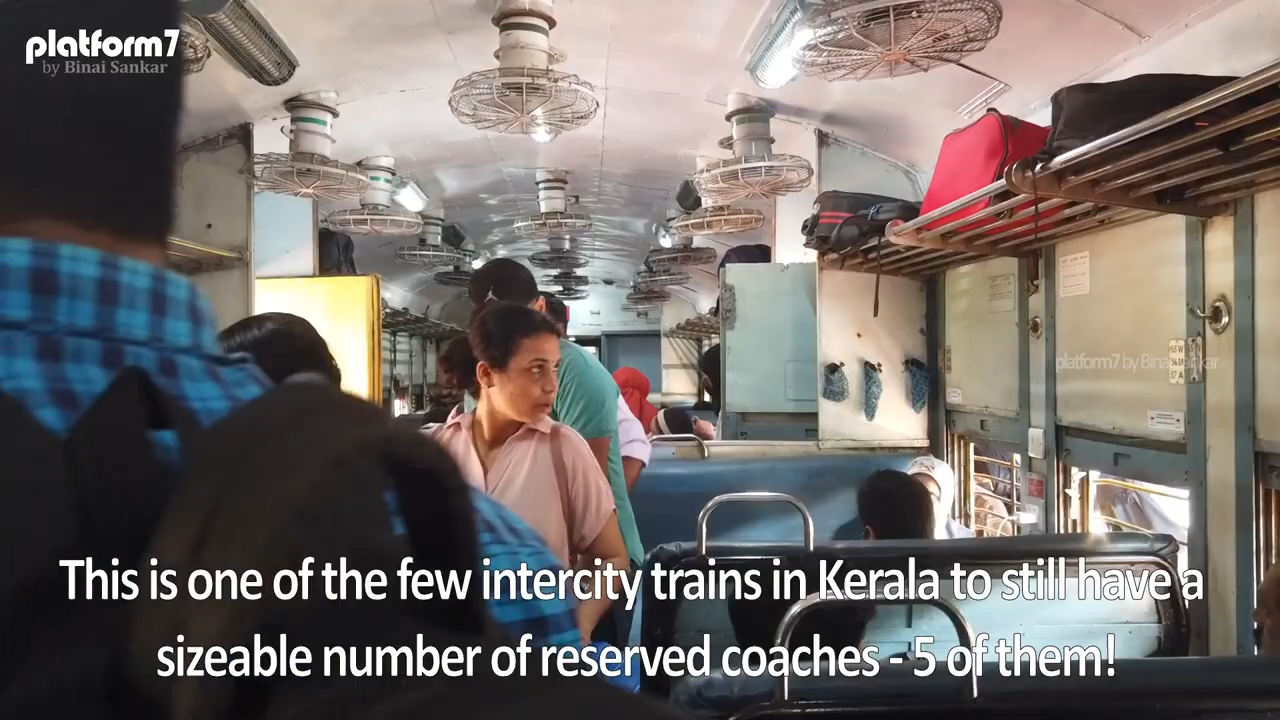 platform7
by Binai Sankar
platform7 by Binai Sankar
This is one of the few intercity trains in Kerala to still have a
sizeable number of reserved coaches - 5 of them!